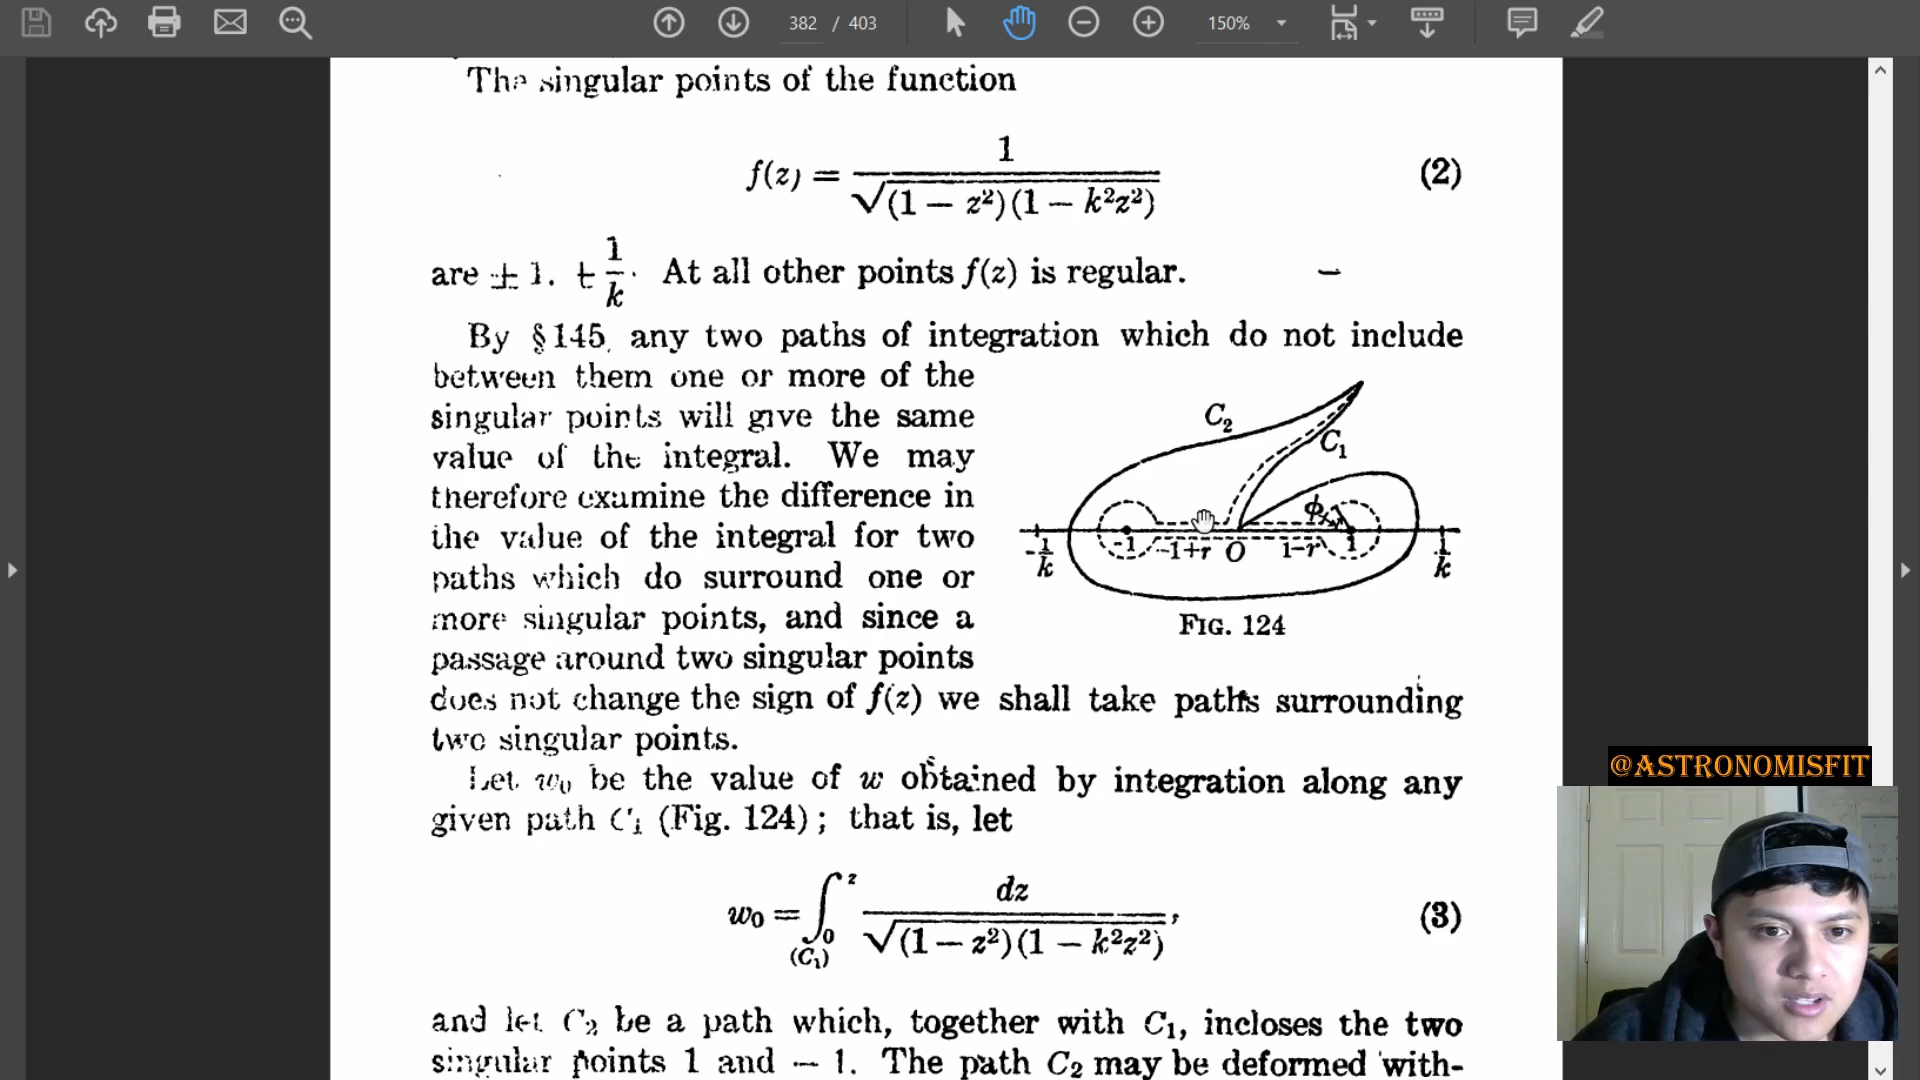 382 / 403
150%
The singular points of the function
f(z) = 1 / √(1 − z²)(1 − k²z²) (2)
are ± 1. ± 1/k. At all other points f(z) is regular.
By § 145, any two paths of integration which do not include
between them one or more of the
singular points will give the same
value of the integral. We may
therefore examine the difference in
the value of the integral for two
paths which do surround one or
more singular points, and since a
passage around two singular points
does not change the sign of f(z) we shall take paths surrounding
two singular points.
C₂
C₁
ϕ
-1/k -1 -1+r O 1-r 1 1/k
FIG. 124
Let w₀ be the value of w obtained by integration along any
given path C₁ (Fig. 124) ; that is, let
w₀ = ∫₀ᶻ (C₁) dz / √(1 − z²)(1 − k²z²), (3)
and let C₂ be a path which, together with C₁, incloses the two
singular points 1 and − 1. The path C₂ may be deformed with-
@ASTRONOMISFIT